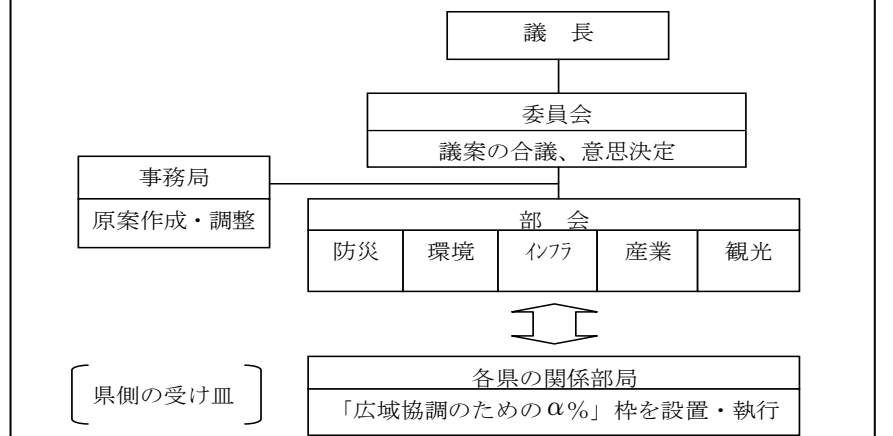 議　長
委員会
議案の合議、意思決定
事務局
原案作成・調整
部　会
防災　環境　ｲﾝﾌﾗ　産業　観光
各県の関係部局
「広域協調のためのα％」枠を設置・執行
県側の受け皿